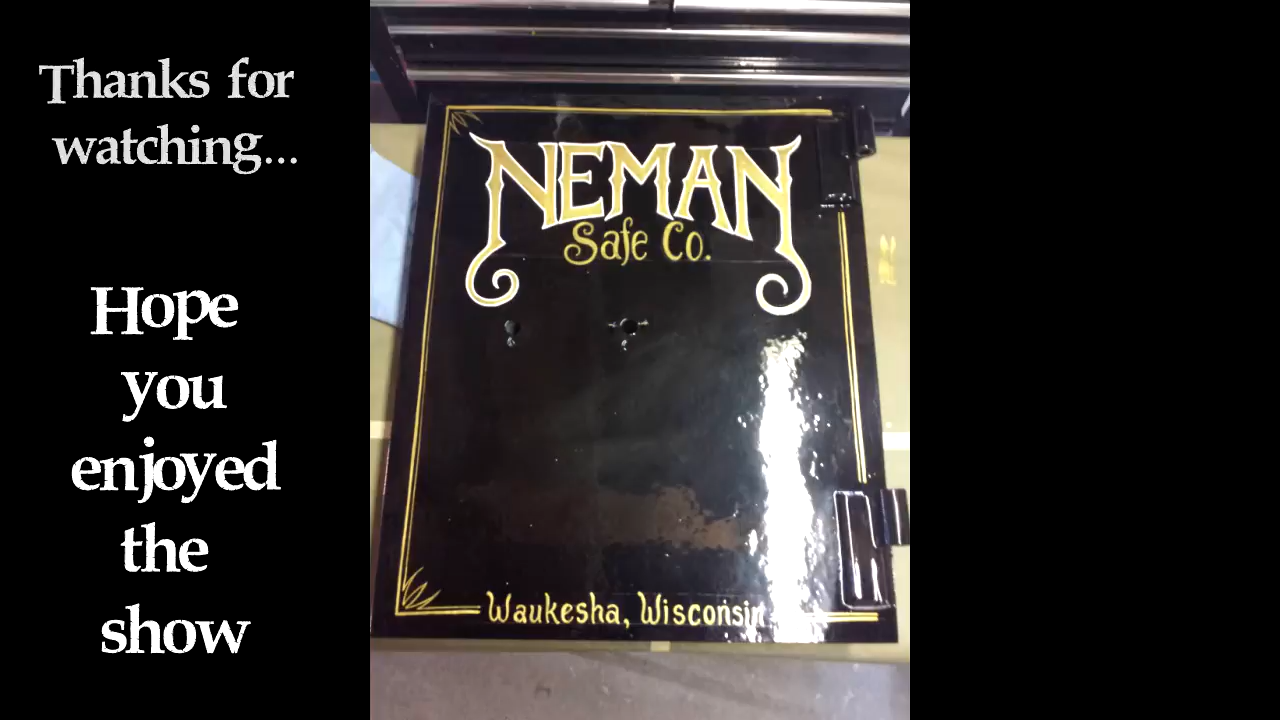 Thanks for
watching...
Hope
you
enjoyed
the
show
NEMAN
Safe Co.
Waukesha, Wisconsin